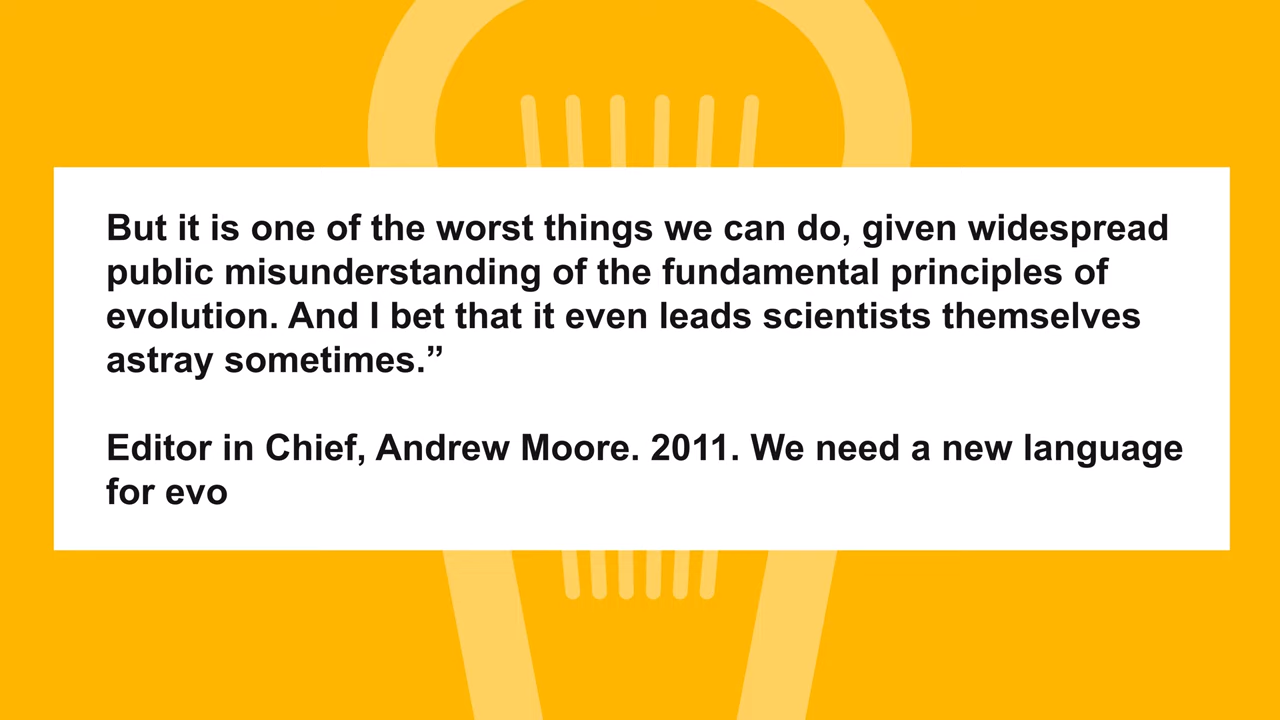 But it is one of the worst things we can do, given widespread
public misunderstanding of the fundamental principles of
evolution. And I bet that it even leads scientists themselves
astray sometimes.”
Editor in Chief, Andrew Moore. 2011. We need a new language
for evo